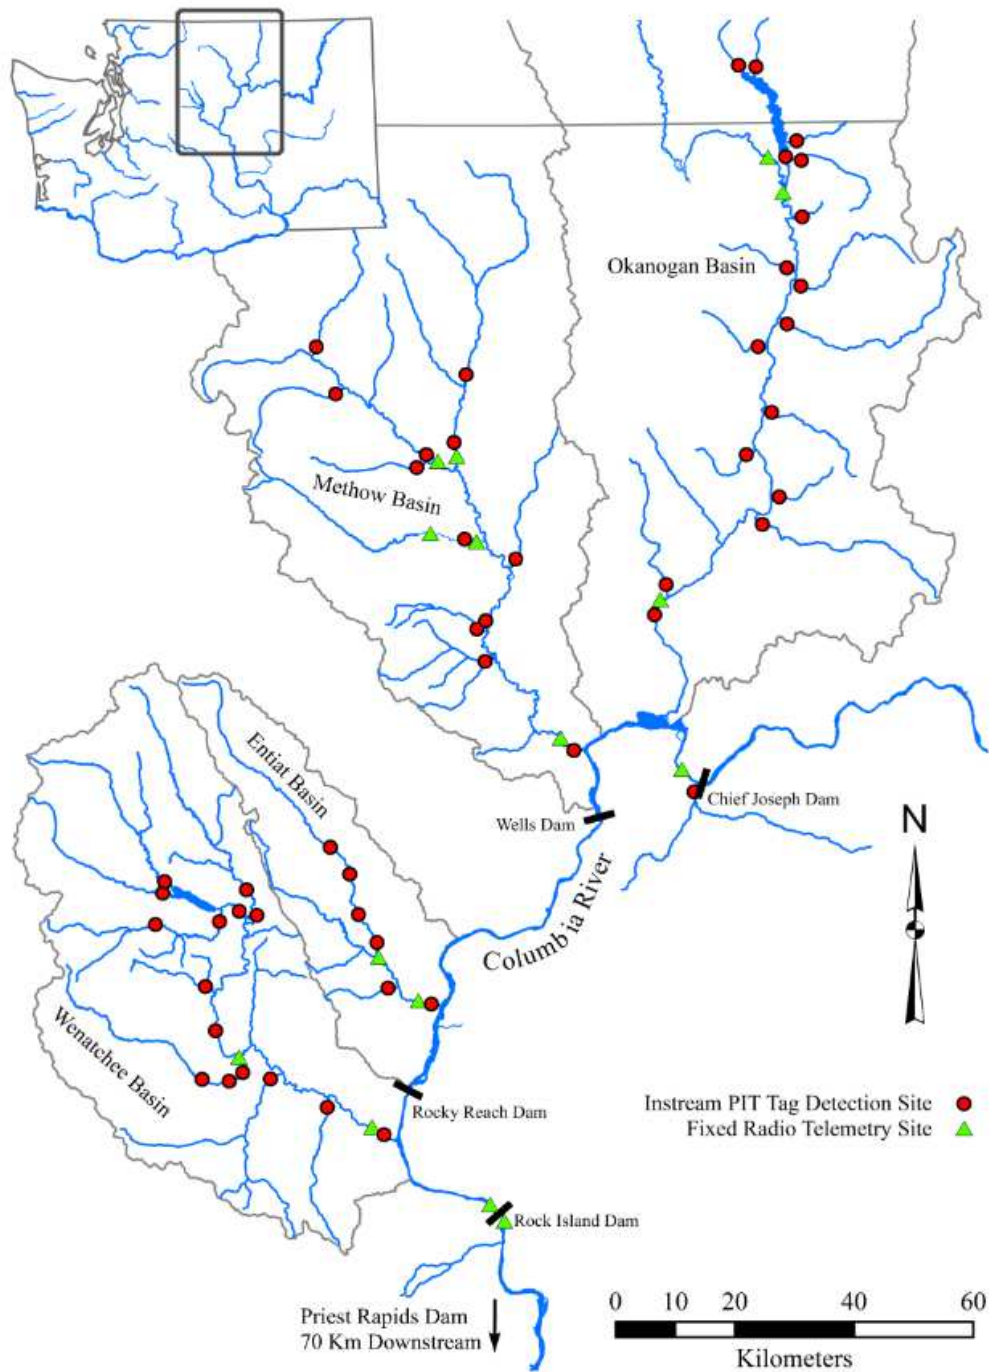 Okanogan Basin
Methow Basin
Entiat Basin
Chief Joseph Dam
Wells Dam
N
Columbia River
Wenatchee Basin
Instream PIT Tag Detection Site
Rocky Reach Dam
Fixed Radio Telemetry Site
Rock Island Dam
Priest Rapids Dam
70 Km Downstream
0 10 20 40 60
Kilometers